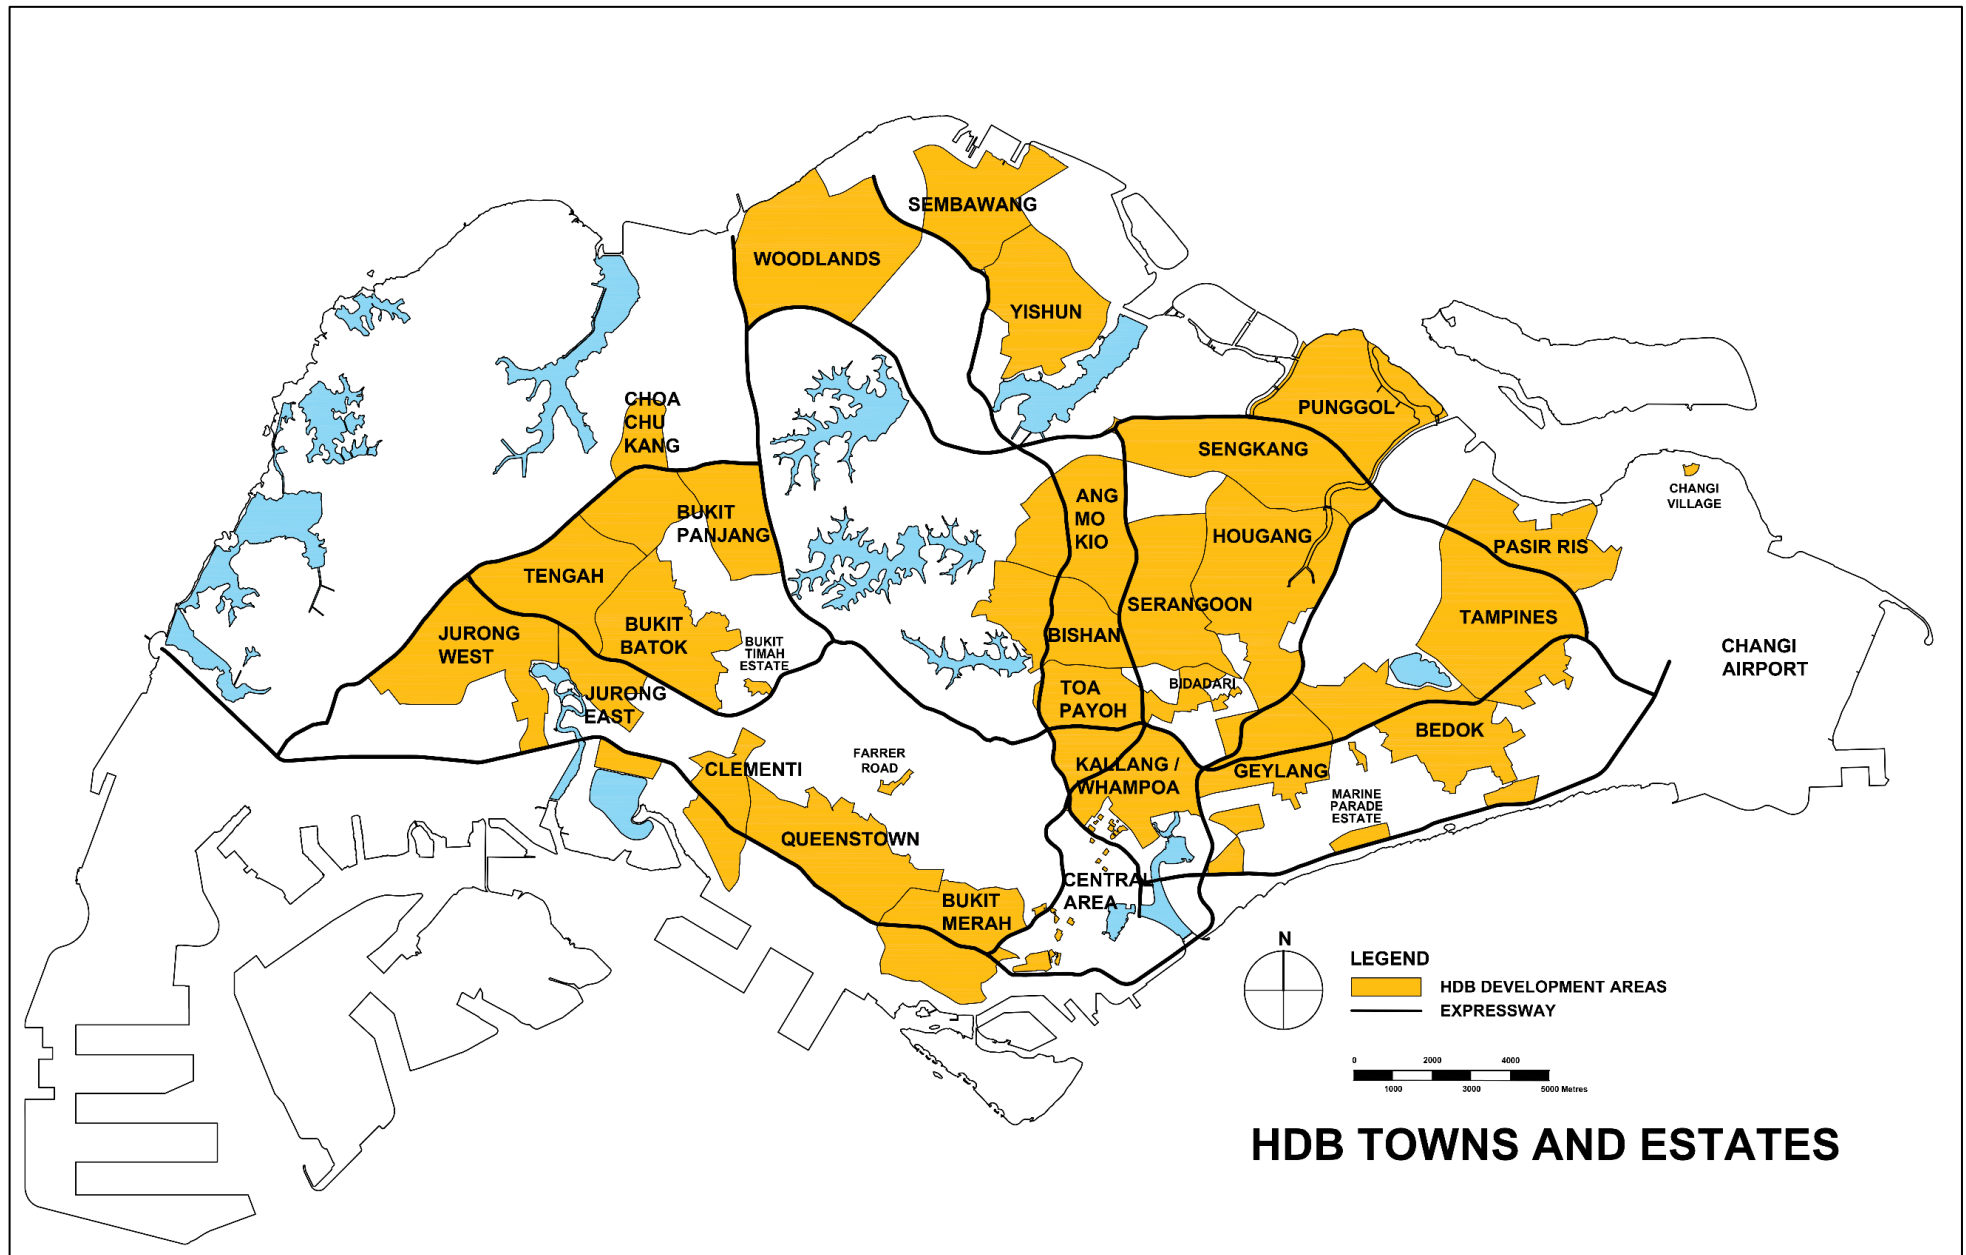 SEMBAWANG
WOODLANDS
YISHUN
CHOA
CHU
KANG
PUNGGOL
SENGKANG
CHANGI
VILLAGE
ANG
MO
KIO
BUKIT
PANJANG
HOUGANG
PASIR RIS
TENGAH
SERANGOON
TAMPINES
JURONG
WEST
BUKIT
BATOK
BUKIT
TIMAH
ESTATE
BISHAN
CHANGI
AIRPORT
JURONG
EAST
TOA
PAYOH
BIDADARI
BEDOK
CLEMENTI
FARRER
ROAD
KALLANG /
WHAMPOA
GEYLANG
MARINE
PARADE
ESTATE
QUEENSTOWN
CENTRAL
AREA
BUKIT
MERAH
N
LEGEND
HDB DEVELOPMENT AREAS
EXPRESSWAY
0 2000 4000
1000 3000 5000 Metres
HDB TOWNS AND ESTATES